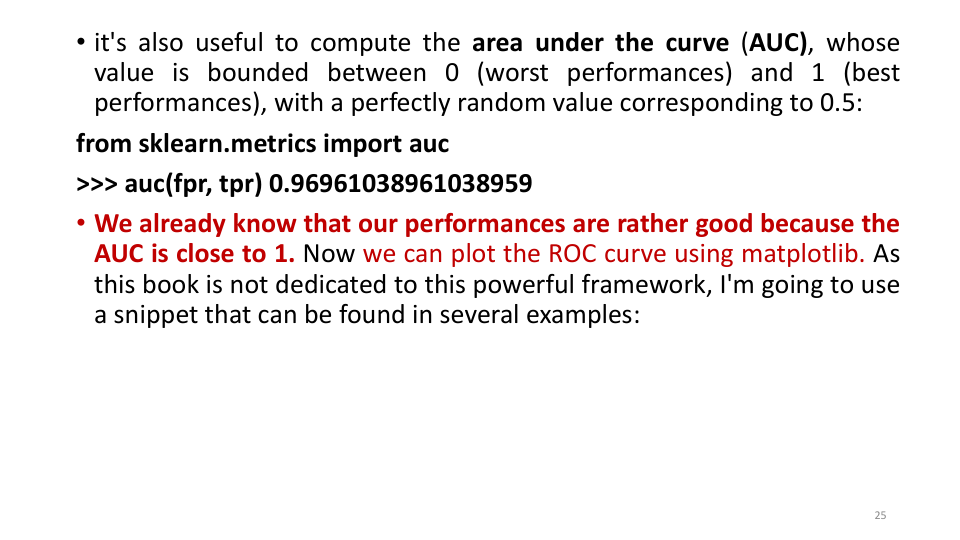 • it's also useful to compute the area under the curve (AUC), whose
value is bounded between 0 (worst performances) and 1 (best
performances), with a perfectly random value corresponding to 0.5:
from sklearn.metrics import auc
>>> auc(fpr, tpr) 0.96961038961038959
• We already know that our performances are rather good because the
AUC is close to 1. Now we can plot the ROC curve using matplotlib. As
this book is not dedicated to this powerful framework, I'm going to use
a snippet that can be found in several examples:
25